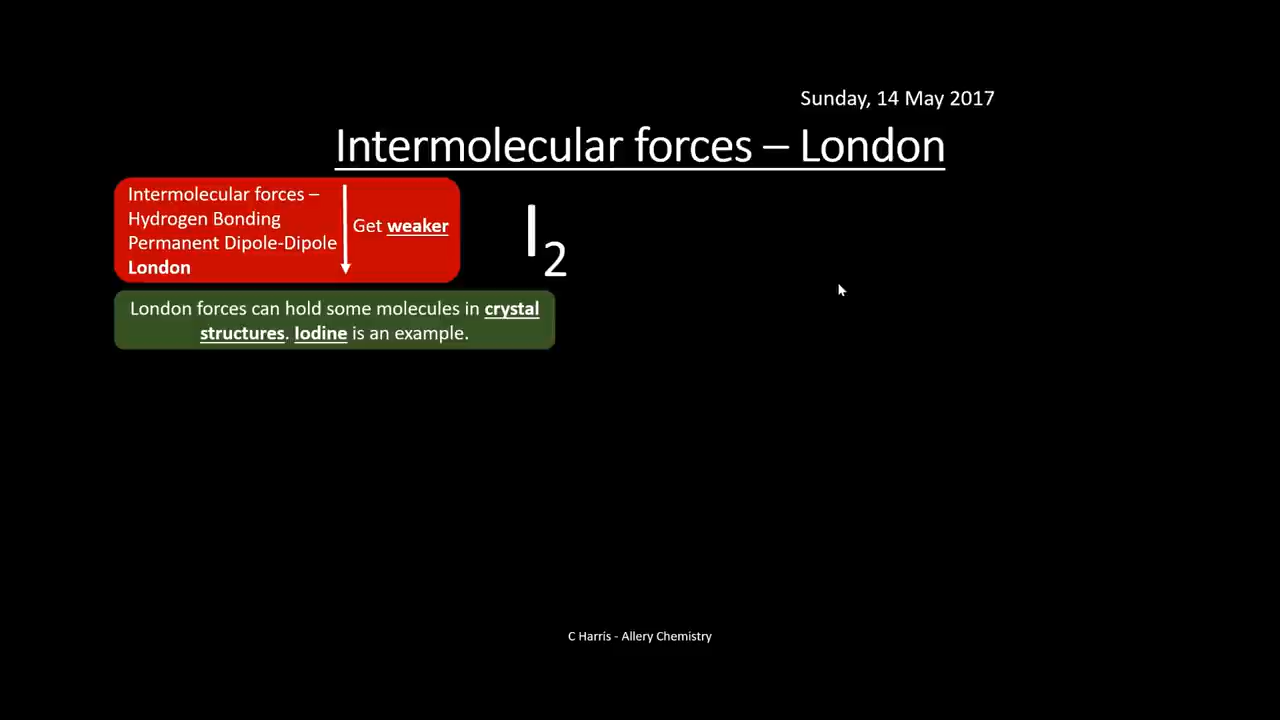 Sunday, 14 May 2017
Intermolecular forces – London
Intermolecular forces –
Hydrogen Bonding
Permanent Dipole-Dipole
London
Get weaker
I2
London forces can hold some molecules in crystal
structures. Iodine is an example.
C Harris - Allery Chemistry